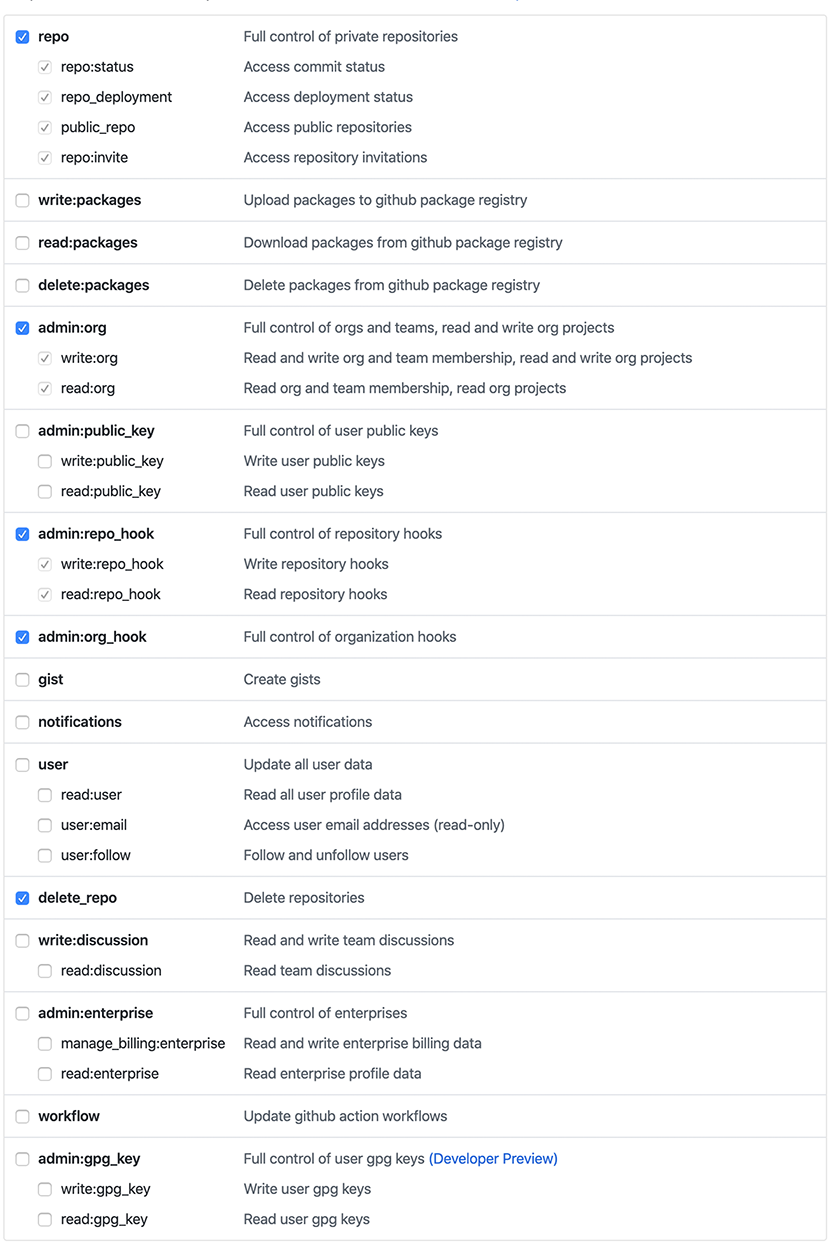 repo Full control of private repositories
repo:status Access commit status
repo_deployment Access deployment status
public_repo Access public repositories
repo:invite Access repository invitations
write:packages Upload packages to github package registry
read:packages Download packages from github package registry
delete:packages Delete packages from github package registry
admin:org Full control of orgs and teams, read and write org projects
write:org Read and write org and team membership, read and write org projects
read:org Read org and team membership, read org projects
admin:public_key Full control of user public keys
write:public_key Write user public keys
read:public_key Read user public keys
admin:repo_hook Full control of repository hooks
write:repo_hook Write repository hooks
read:repo_hook Read repository hooks
admin:org_hook Full control of organization hooks
gist Create gists
notifications Access notifications
user Update all user data
read:user Read all user profile data
user:email Access user email addresses (read-only)
user:follow Follow and unfollow users
delete_repo Delete repositories
write:discussion Read and write team discussions
read:discussion Read team discussions
admin:enterprise Full control of enterprises
manage_billing:enterprise Read and write enterprise billing data
read:enterprise Read enterprise profile data
workflow Update github action workflows
admin:gpg_key Full control of user gpg keys (Developer Preview)
write:gpg_key Write user gpg keys
read:gpg_key Read user gpg keys